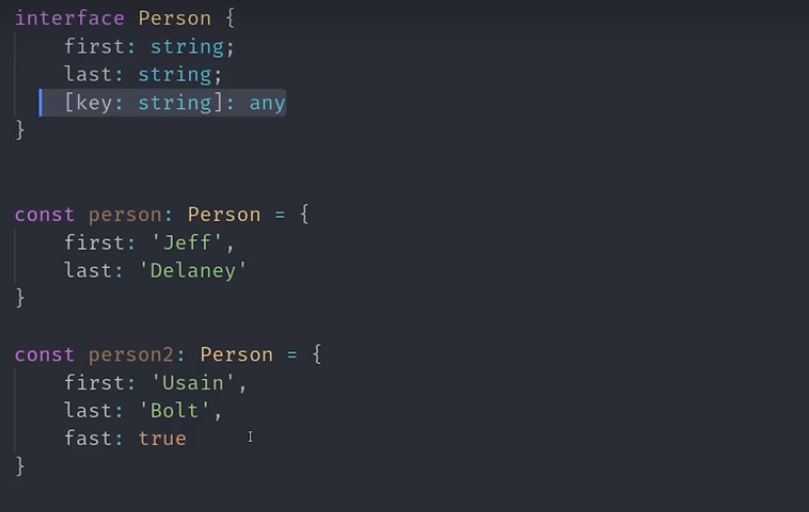 interface Person {
    first: string;
    last: string;
    [key: string]: any
}
const person: Person = {
    first: 'Jeff',
    last: 'Delaney'
}
const person2: Person = {
    first: 'Usain',
    last: 'Bolt',
    fast: true
}